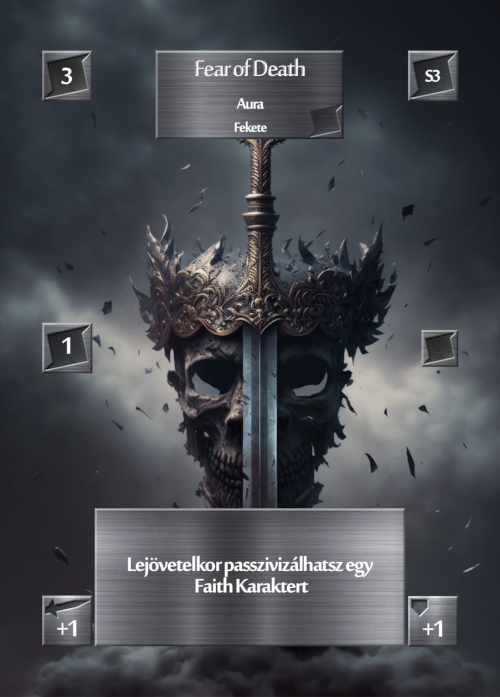 3
Fear of Death
S3
Aura
Fekete
1
Lejövetelkor passzivizálhatsz egy
Faith Karaktert
+1
+1